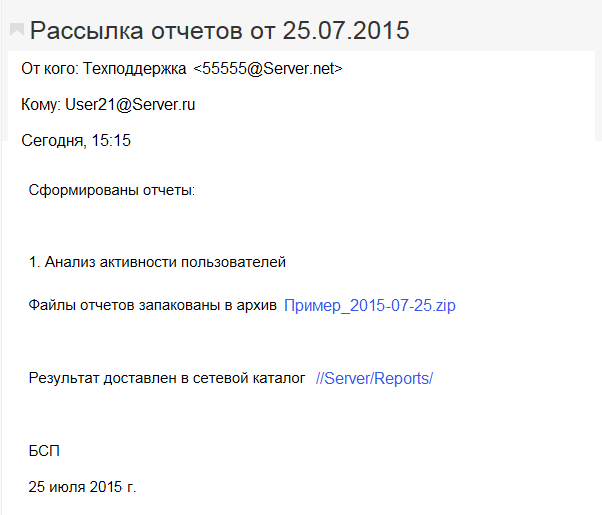 Рассылка отчетов от 25.07.2015
От кого: Техподдержка <55555@Server.net>
Кому: User21@Server.ru
Сегодня, 15:15
Сформированы отчеты:
1. Анализ активности пользователей
Файлы отчетов запакованы в архив Пример_2015-07-25.zip
Результат доставлен в сетевой каталог //Server/Reports/
БСП
25 июля 2015 г.